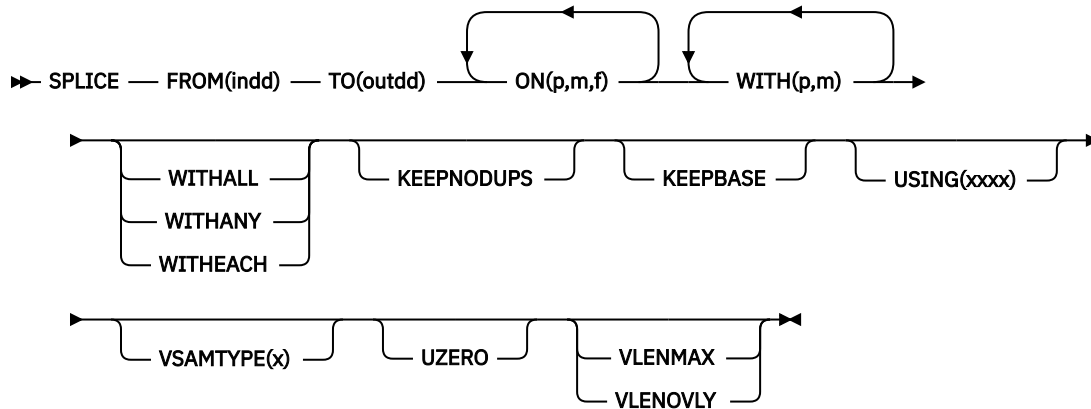 SPLICE FROM(indd) TO(outdd) ON(p,m,f) WITH(p,m)
WITHALL KEEPNODUPS KEEPBASE USING(xxxx)
WITHANY
WITHEACH
VSAMTYPE(x) UZERO VLENMAX
VLENOVLY